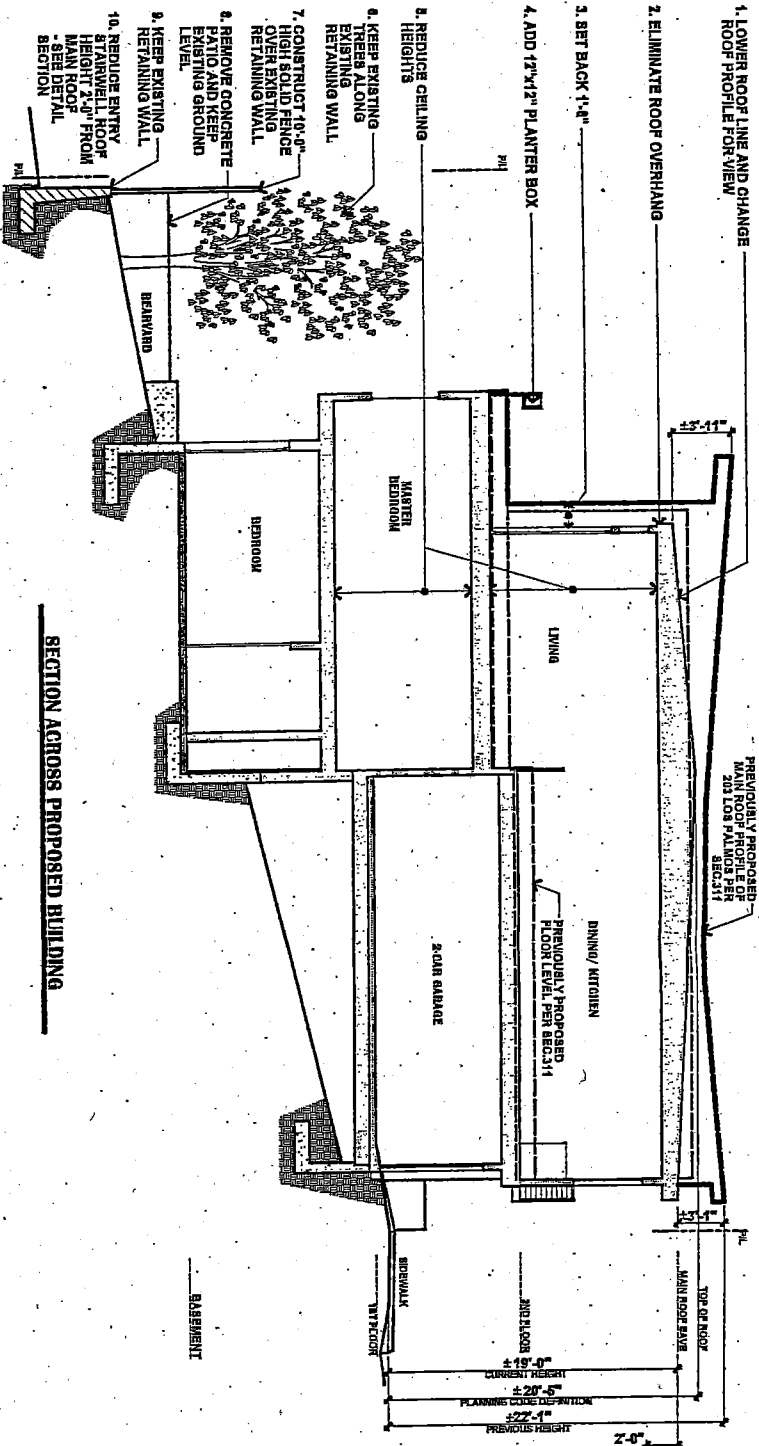 1. LOWER ROOF LINE AND CHANGE
ROOF PROFILE FOR VIEW
2. ELIMINATE ROOF OVERHANG
3. SET BACK 1'-8"
4. ADD 12"x12" PLANTER BOX
5. REDUCE CEILING
HEIGHTS
6. KEEP EXISTING
TREES ALONG
EXISTING
RETAINING WALL
7. CONSTRUCT 10'-0"
HIGH SOLID FENCE
OVER EXISTING
RETAINING WALL
8. REMOVE CONCRETE
PATIO AND KEEP
EXISTING GROUND
LEVEL
9. KEEP EXISTING
RETAINING WALL
10. REDUCE ENTRY
STAIRWELL ROOF
HEIGHT 2'-0" FROM
MAIN ROOF
- SEE DETAIL
SECTION
P/L
P/L
±3'-11"
PREVIOUSLY PROPOSED
MAIN ROOF PROFILE OF
203 LOS PALMOS PER
SEC.311
LIVING
DINING/ KITCHEN
PREVIOUSLY PROPOSED
FLOOR LEVEL PER SEC.311
MASTER
BEDROOM
2-CAR GARAGE
BEDROOM
REARYARD
±3'-1"
P/L
TOP OF ROOF
MAIN ROOF EAVE
2ND FLOOR
SIDEWALK
1ST FLOOR
BASEMENT
±19'-0"
CURRENT HEIGHT
±20'-5"
PLANNING CODE DEFINITION
±22'-1"
PREVIOUS HEIGHT
2'-0"
SECTION ACROSS PROPOSED BUILDING